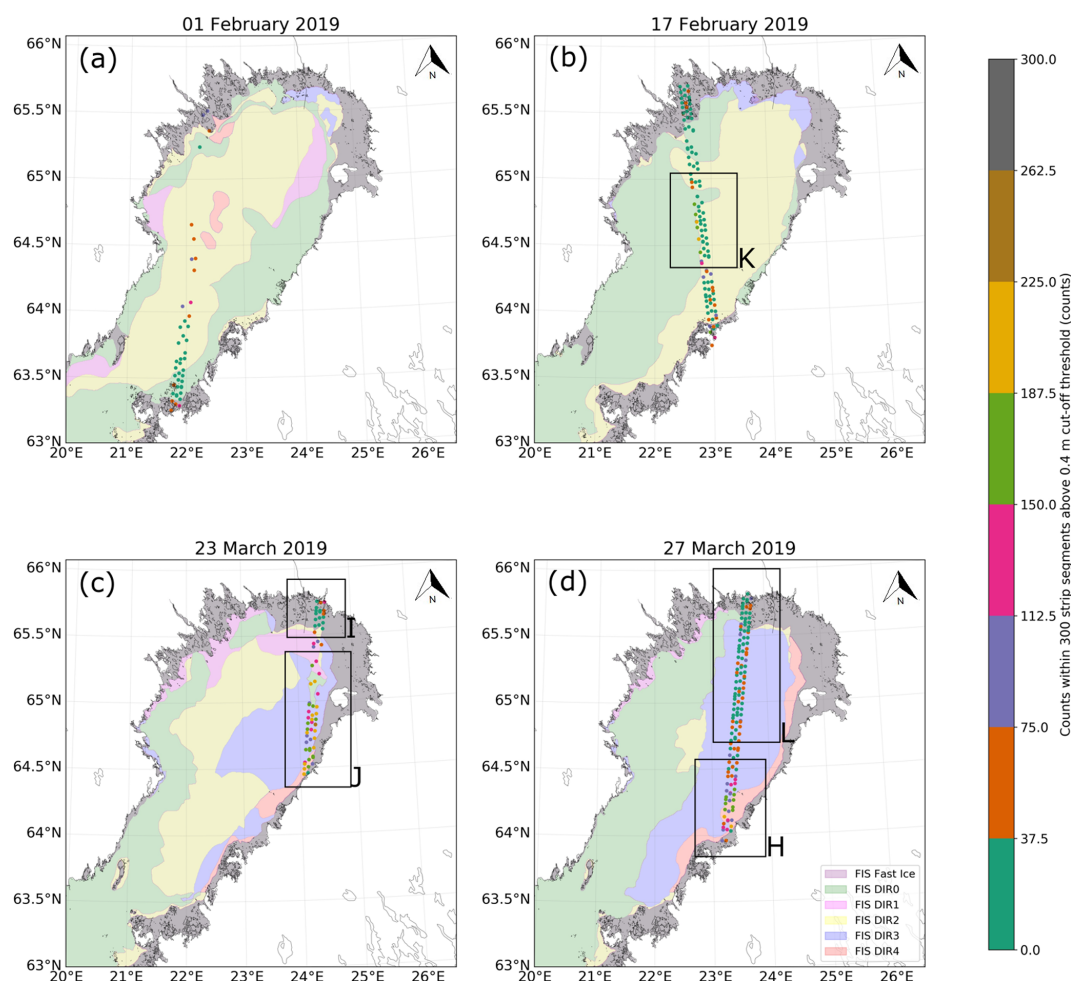 01 February 2019
17 February 2019
(a)
(b)
N
N
66°N
65.5°N
65°N
64.5°N
64°N
63.5°N
63°N
20°E 21°E 22°E 23°E 24°E 25°E 26°E
66°N
65.5°N
65°N
64.5°N
64°N
63.5°N
63°N
20°E 21°E 22°E 23°E 24°E 25°E 26°E
K
23 March 2019
27 March 2019
(c)
(d)
N
N
66°N
65.5°N
65°N
64.5°N
64°N
63.5°N
63°N
20°E 21°E 22°E 23°E 24°E 25°E 26°E
I
J
66°N
65.5°N
65°N
64.5°N
64°N
63.5°N
63°N
20°E 21°E 22°E 23°E 24°E 25°E 26°E
L
H
FIS Fast Ice
FIS DIR0
FIS DIR1
FIS DIR2
FIS DIR3
FIS DIR4
300.0
262.5
225.0
187.5
150.0
112.5
75.0
37.5
0.0
Counts within 300 strip segments above 0.4 m cut-off threshold (counts)